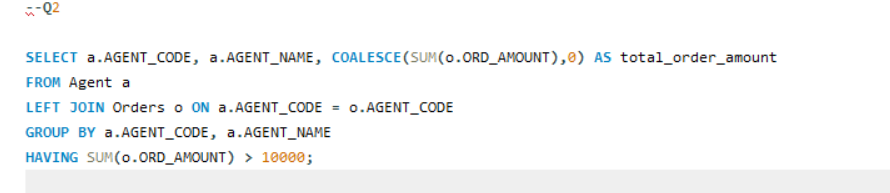 --Q2
SELECT a.AGENT_CODE, a.AGENT_NAME, COALESCE(SUM(o.ORD_AMOUNT),0) AS total_order_amount
FROM Agent a
LEFT JOIN Orders o ON a.AGENT_CODE = o.AGENT_CODE
GROUP BY a.AGENT_CODE, a.AGENT_NAME
HAVING SUM(o.ORD_AMOUNT) > 10000;